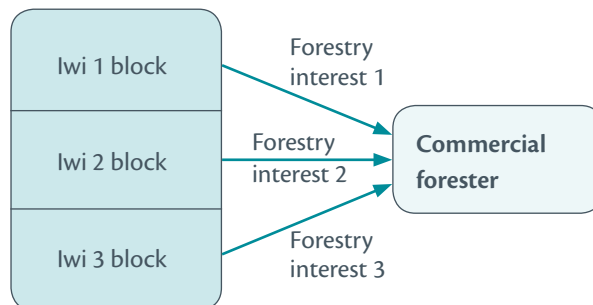 Iwi 1 block
Forestry
interest 1
Iwi 2 block
Forestry
interest 2
Commercial
forester
Iwi 3 block
Forestry
interest 3